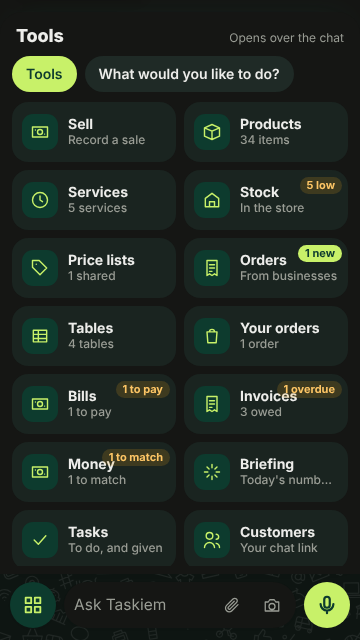 Tools
Opens over the chat
Tools
What would you like to do?
Sell
Record a sale
Products
34 items
Services
5 services
5 low
Stock
In the store
Price lists
1 shared
1 new
Orders
From businesses
Tables
4 tables
Your orders
1 order
1 to pay
Bills
1 to pay
1 overdue
Invoices
3 owed
1 to match
Money
1 to match
Briefing
Today's numb...
Tasks
To do, and given
Customers
Your chat link
Ask Taskiem